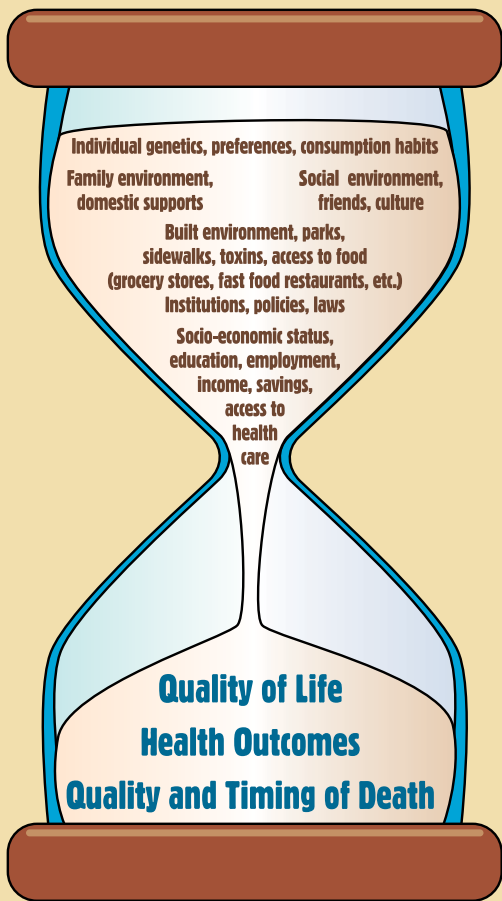 Individual genetics, preferences, consumption habits
Family environment,
domestic supports
Social environment,
friends, culture
Built environment, parks,
sidewalks, toxins, access to food
(grocery stores, fast food restaurants, etc.)
Institutions, policies, laws
Socio-economic status,
education, employment,
income, savings,
access to
health
care
Quality of Life
Health Outcomes
Quality and Timing of Death